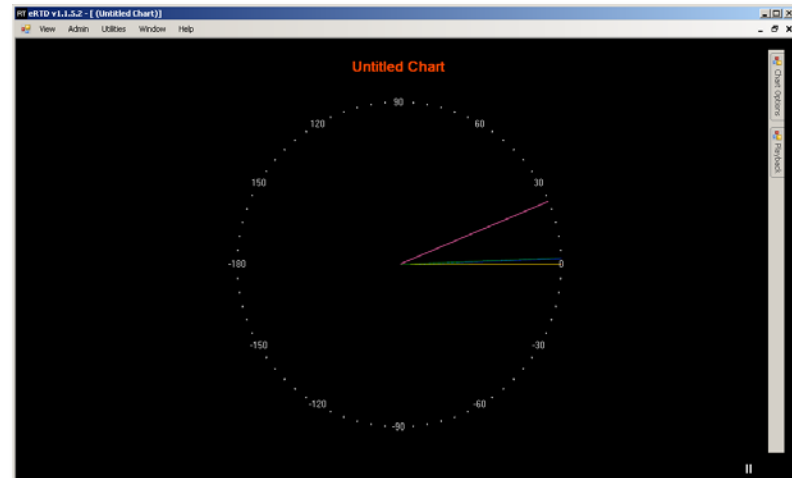 RT eRTD v1.1.5.2 - [ (Untitled Chart)]
View Admin Utilities Window Help
Untitled Chart
90
120 60
150 30
-180 0
-150 -30
-120 -60
-90
Chart Options
Playback